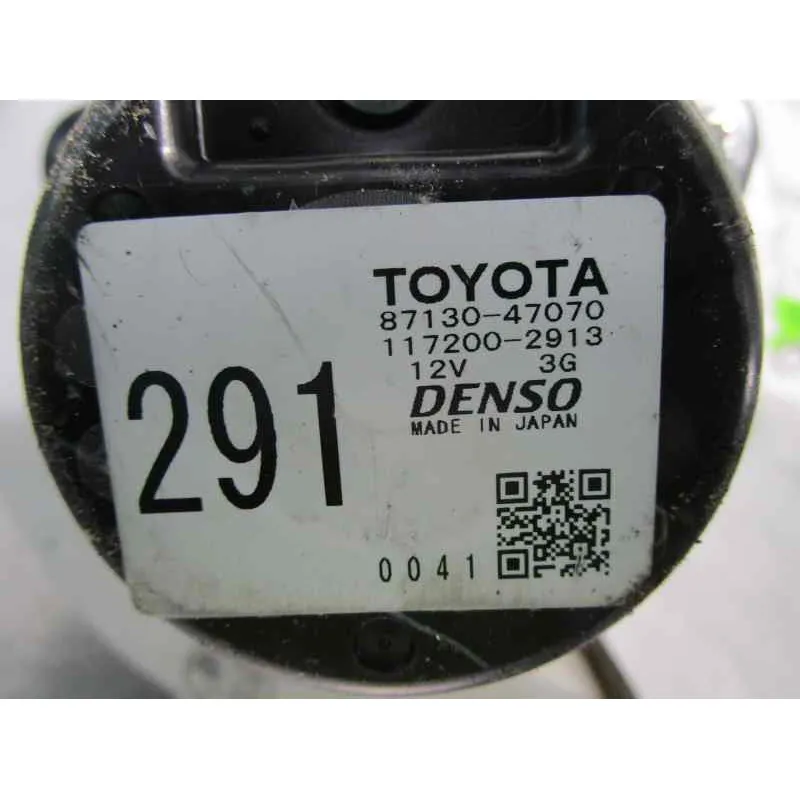 TOYOTA
87130-47070
117200-2913
12V 3G
DENSO
MADE IN JAPAN
291
0041